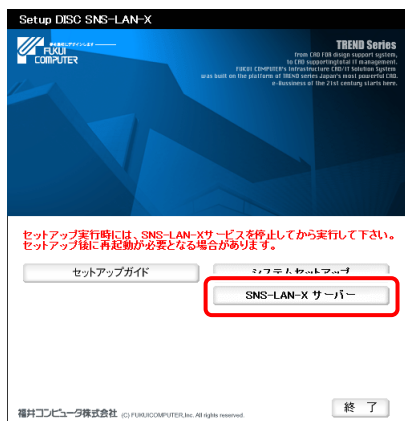 Setup DISC SNS-LAN-X
FUKUI
COMPUTER
TREND Series
from CAD FOR disign support system,
to CAD supportingtotal IT management.
FUKUI COMPUTER's Infrastructure CAD/IT Solution System
was built on the platform of TREND series Japan's most powerful CAD.
e-Bussiness of the 21st century starts here.
セットアップ実行時には、SNS-LAN-Xサービスを停止してから実行して下さい。
セットアップ後に再起動が必要となる場合があります。
セットアップガイド
システムセットアップ
SNS-LAN-X サーバー
福井コンピュータ株式会社 (C) FUKUICOMPUTER,Inc. All rights reserved.
終 了